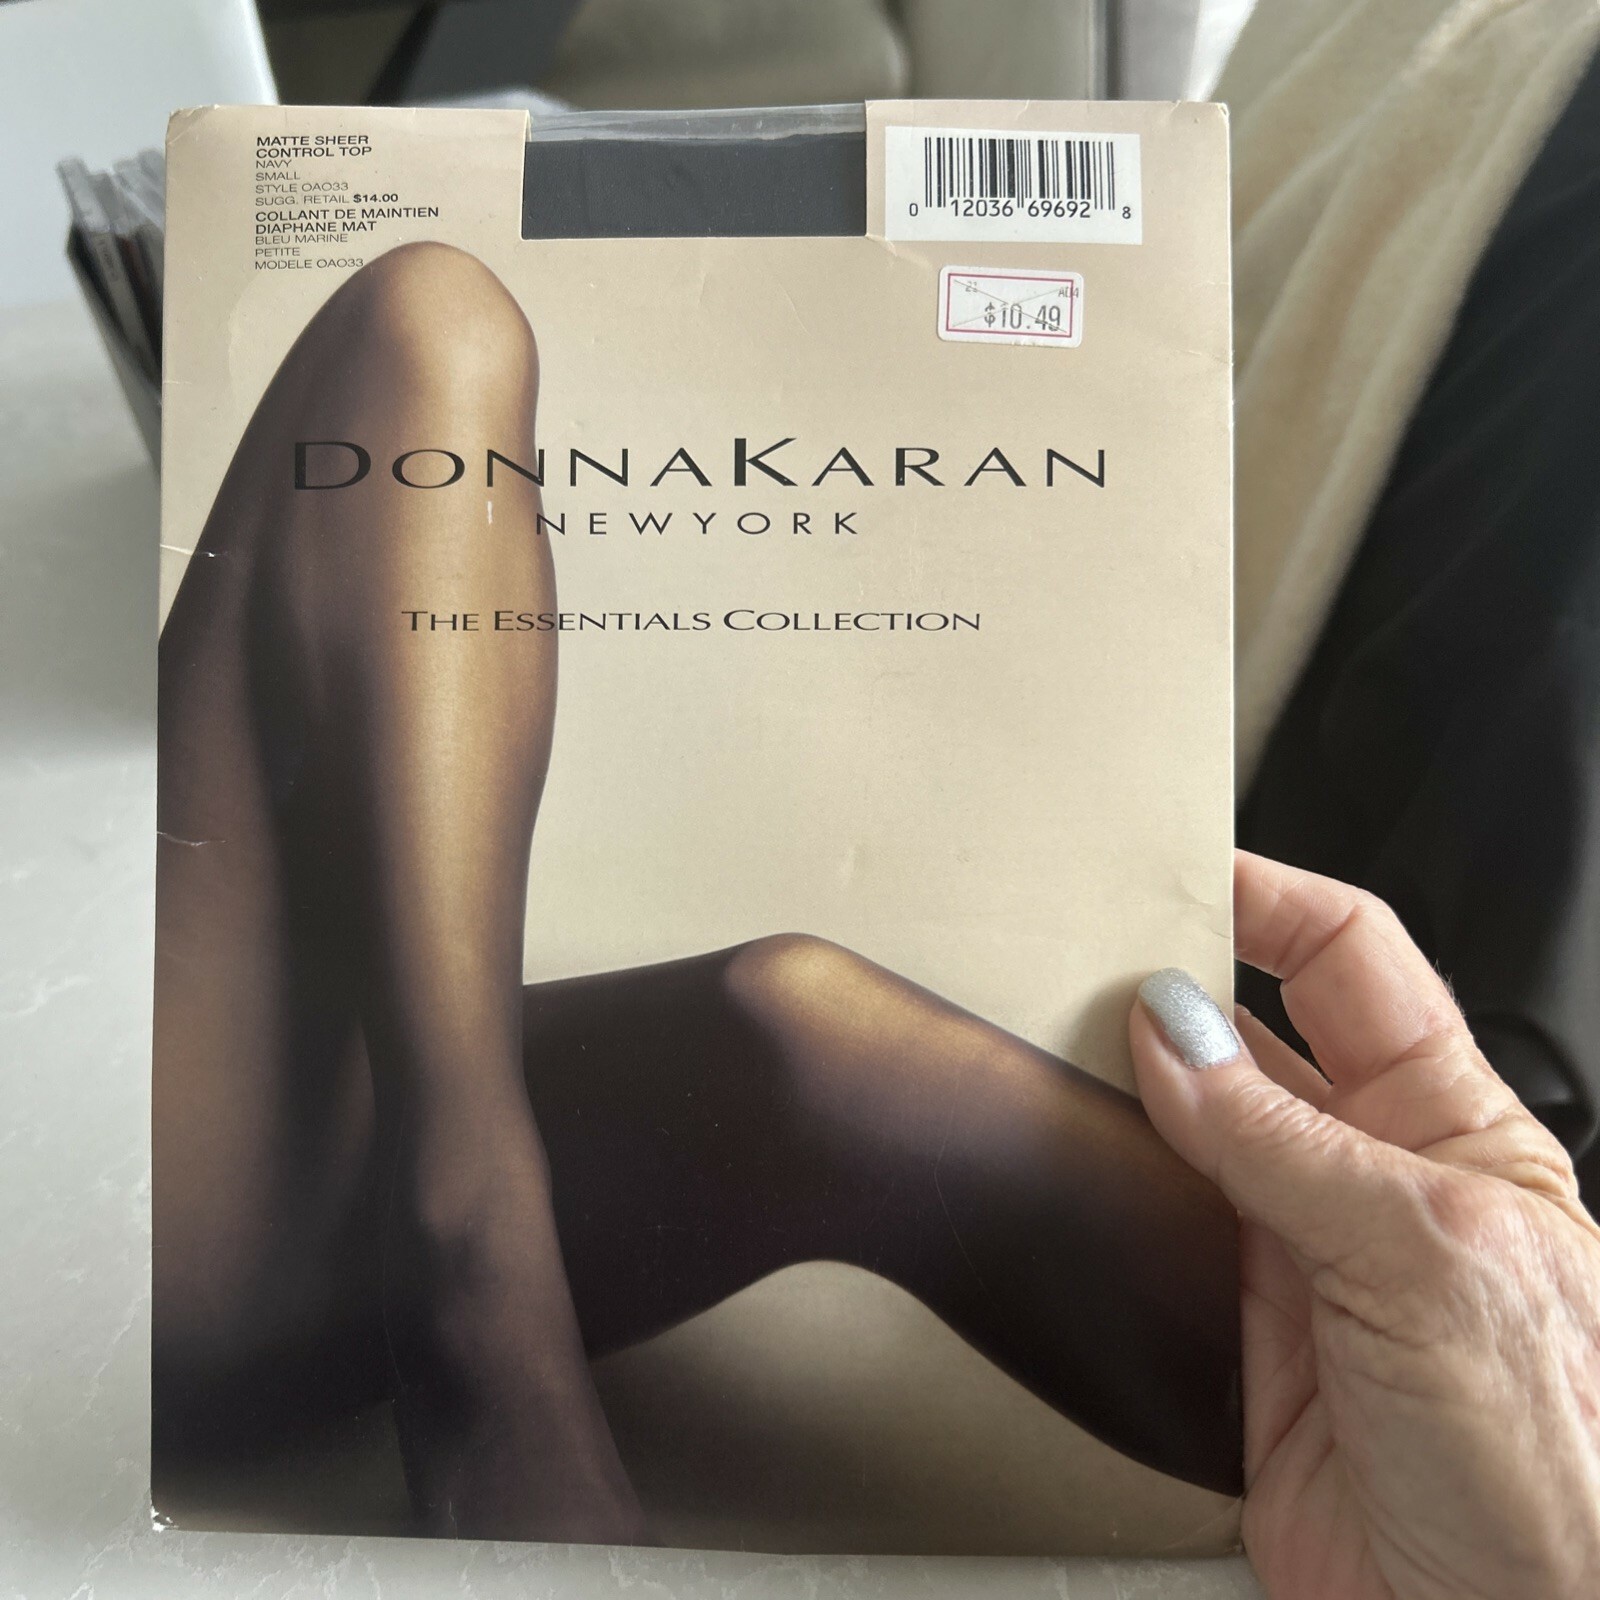 MATTE SHEER
CONTROL TOP
NAVY
SMALL
STYLE OAO33
SUGG. RETAIL $14.00
COLLANT DE MAINTIEN
DIAPHANE MAT
BLEU MARINE
PETITE
MODELE OAO33
0 12036 69692 8
21
$10.49
DONNAKARAN
NEWYORK
THE ESSENTIALS COLLECTION